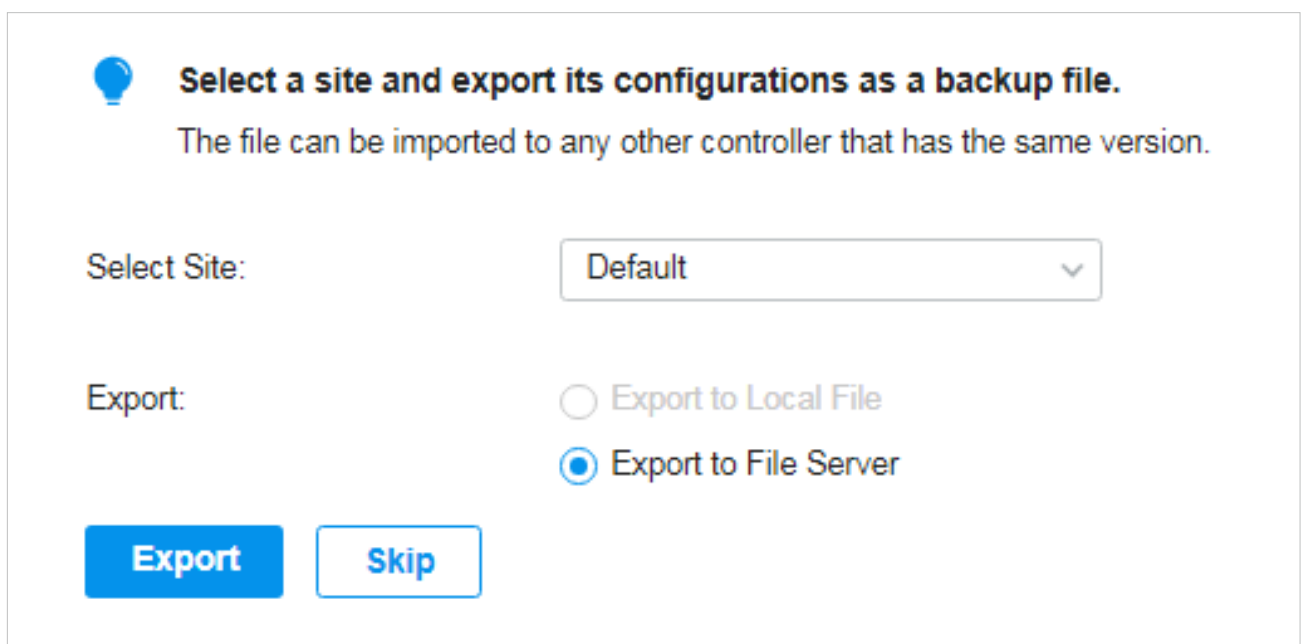 Select a site and export its configurations as a backup file.
The file can be imported to any other controller that has the same version.
Select Site:
Default
Export:
Export to Local File
Export to File Server
Export
Skip